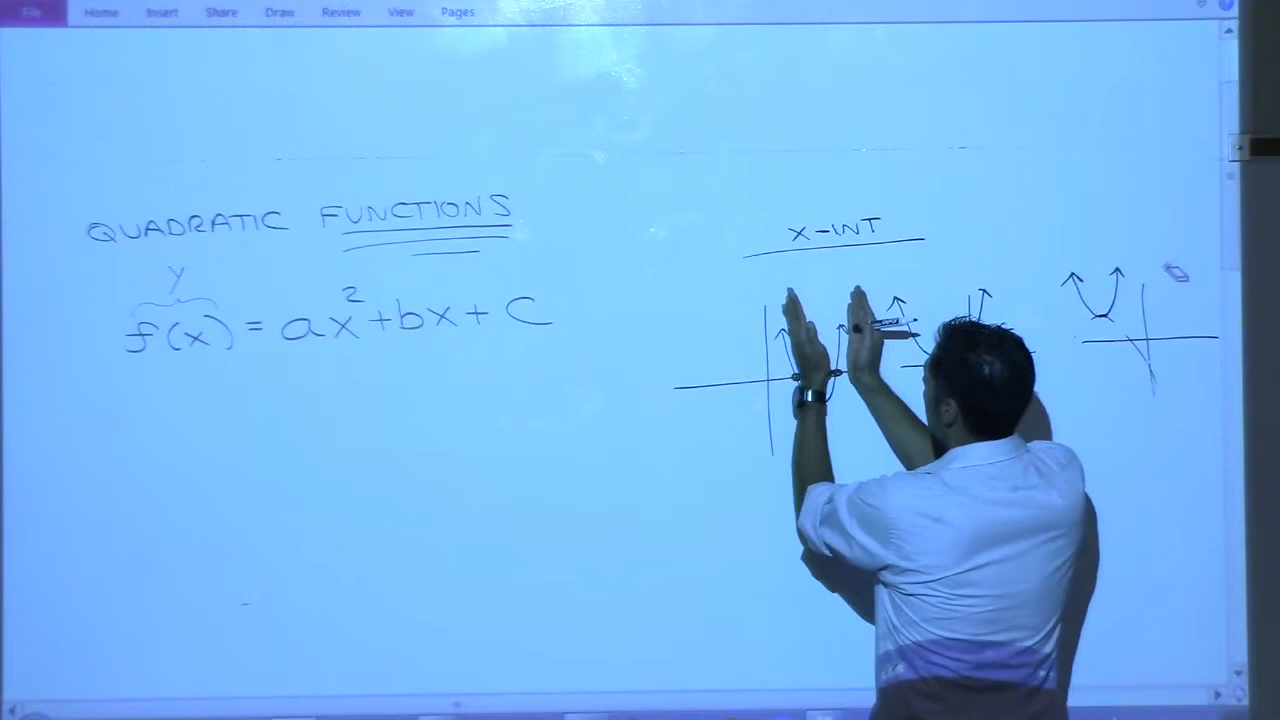 File Home Insert Share Draw Review View Pages
QUADRATIC FUNCTIONS
y
f(x) = ax²+bx+c
X-INT